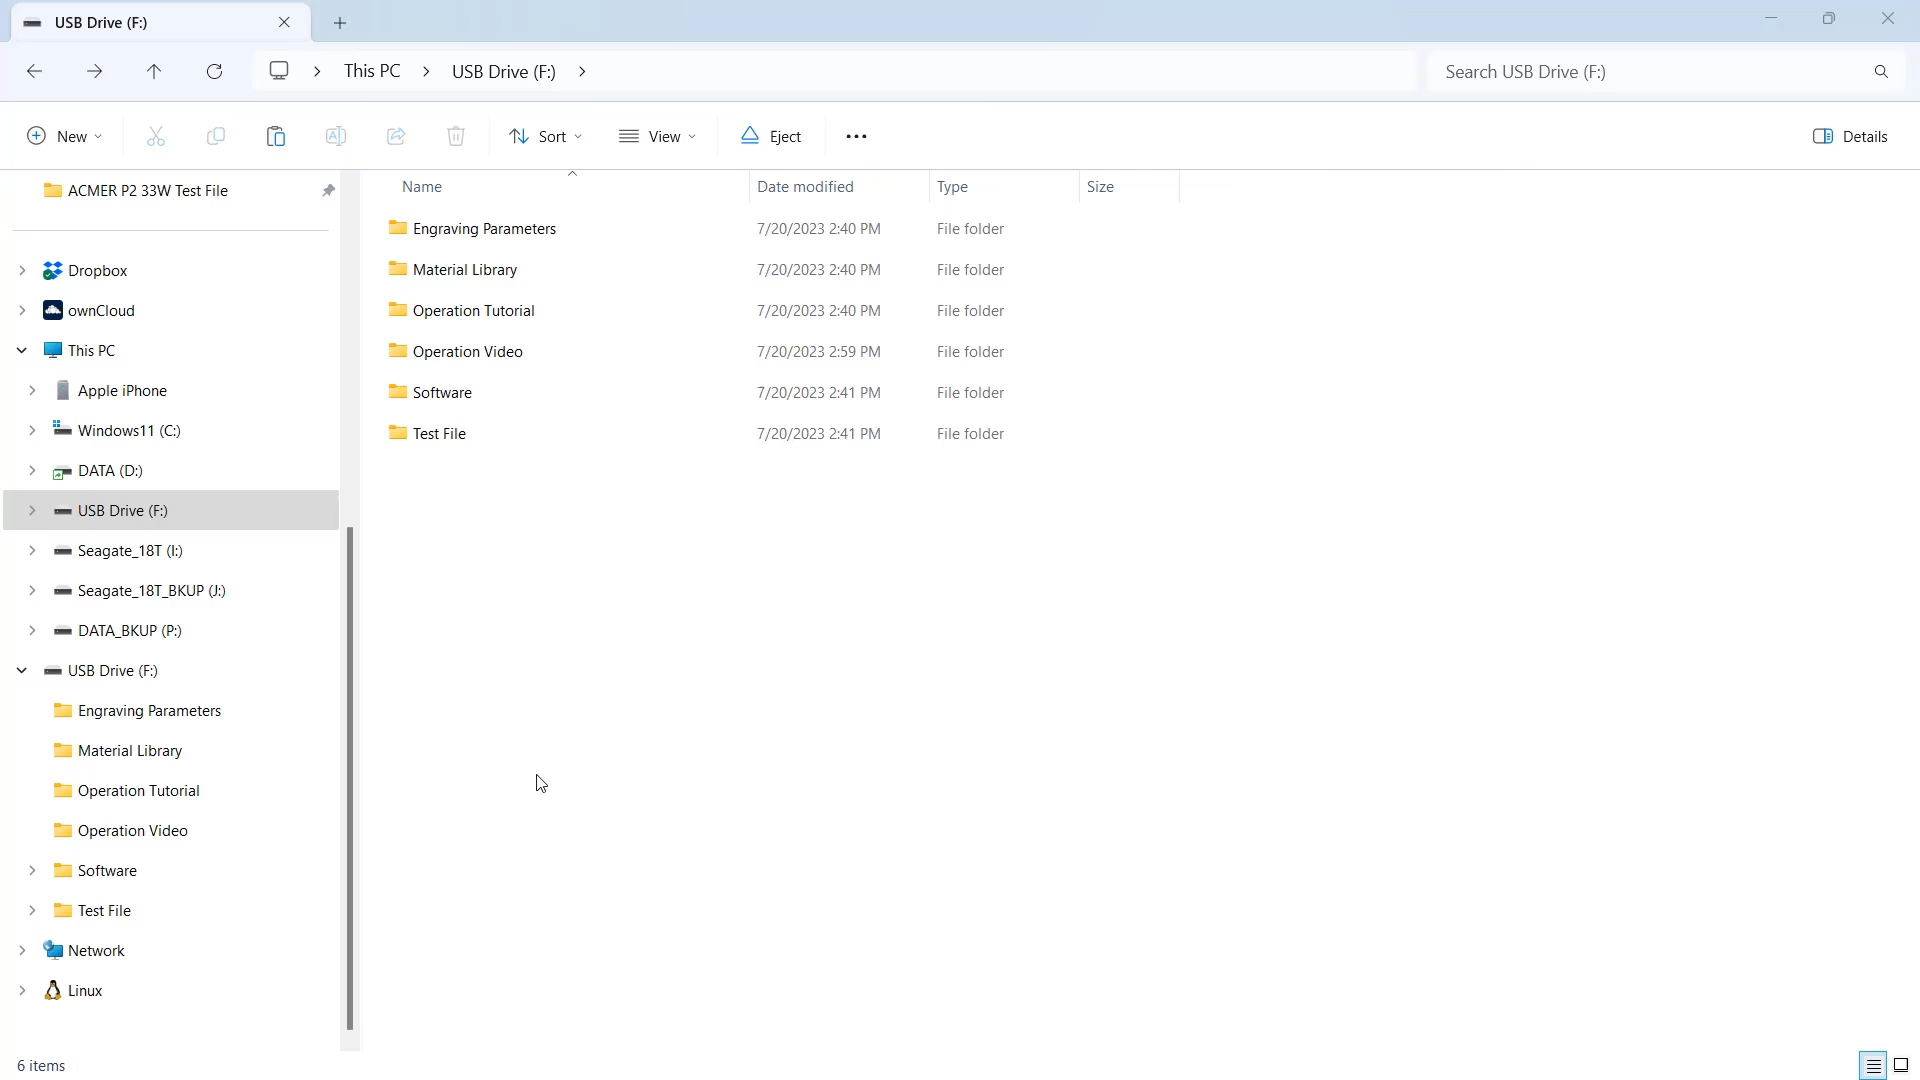 USB Drive (F:)
This PC
USB Drive (F:)
Search USB Drive (F:)
New
Sort
View
Eject
Details
ACMER P2 33W Test File
Dropbox
ownCloud
This PC
Apple iPhone
Windows11 (C:)
DATA (D:)
USB Drive (F:)
Seagate_18T (I:)
Seagate_18T_BKUP (J:)
DATA_BKUP (P:)
USB Drive (F:)
Engraving Parameters
Material Library
Operation Tutorial
Operation Video
Software
Test File
Network
Linux
Name Date modified Type Size
Engraving Parameters 7/20/2023 2:40 PM File folder
Material Library 7/20/2023 2:40 PM File folder
Operation Tutorial 7/20/2023 2:40 PM File folder
Operation Video 7/20/2023 2:59 PM File folder
Software 7/20/2023 2:41 PM File folder
Test File 7/20/2023 2:41 PM File folder
6 items